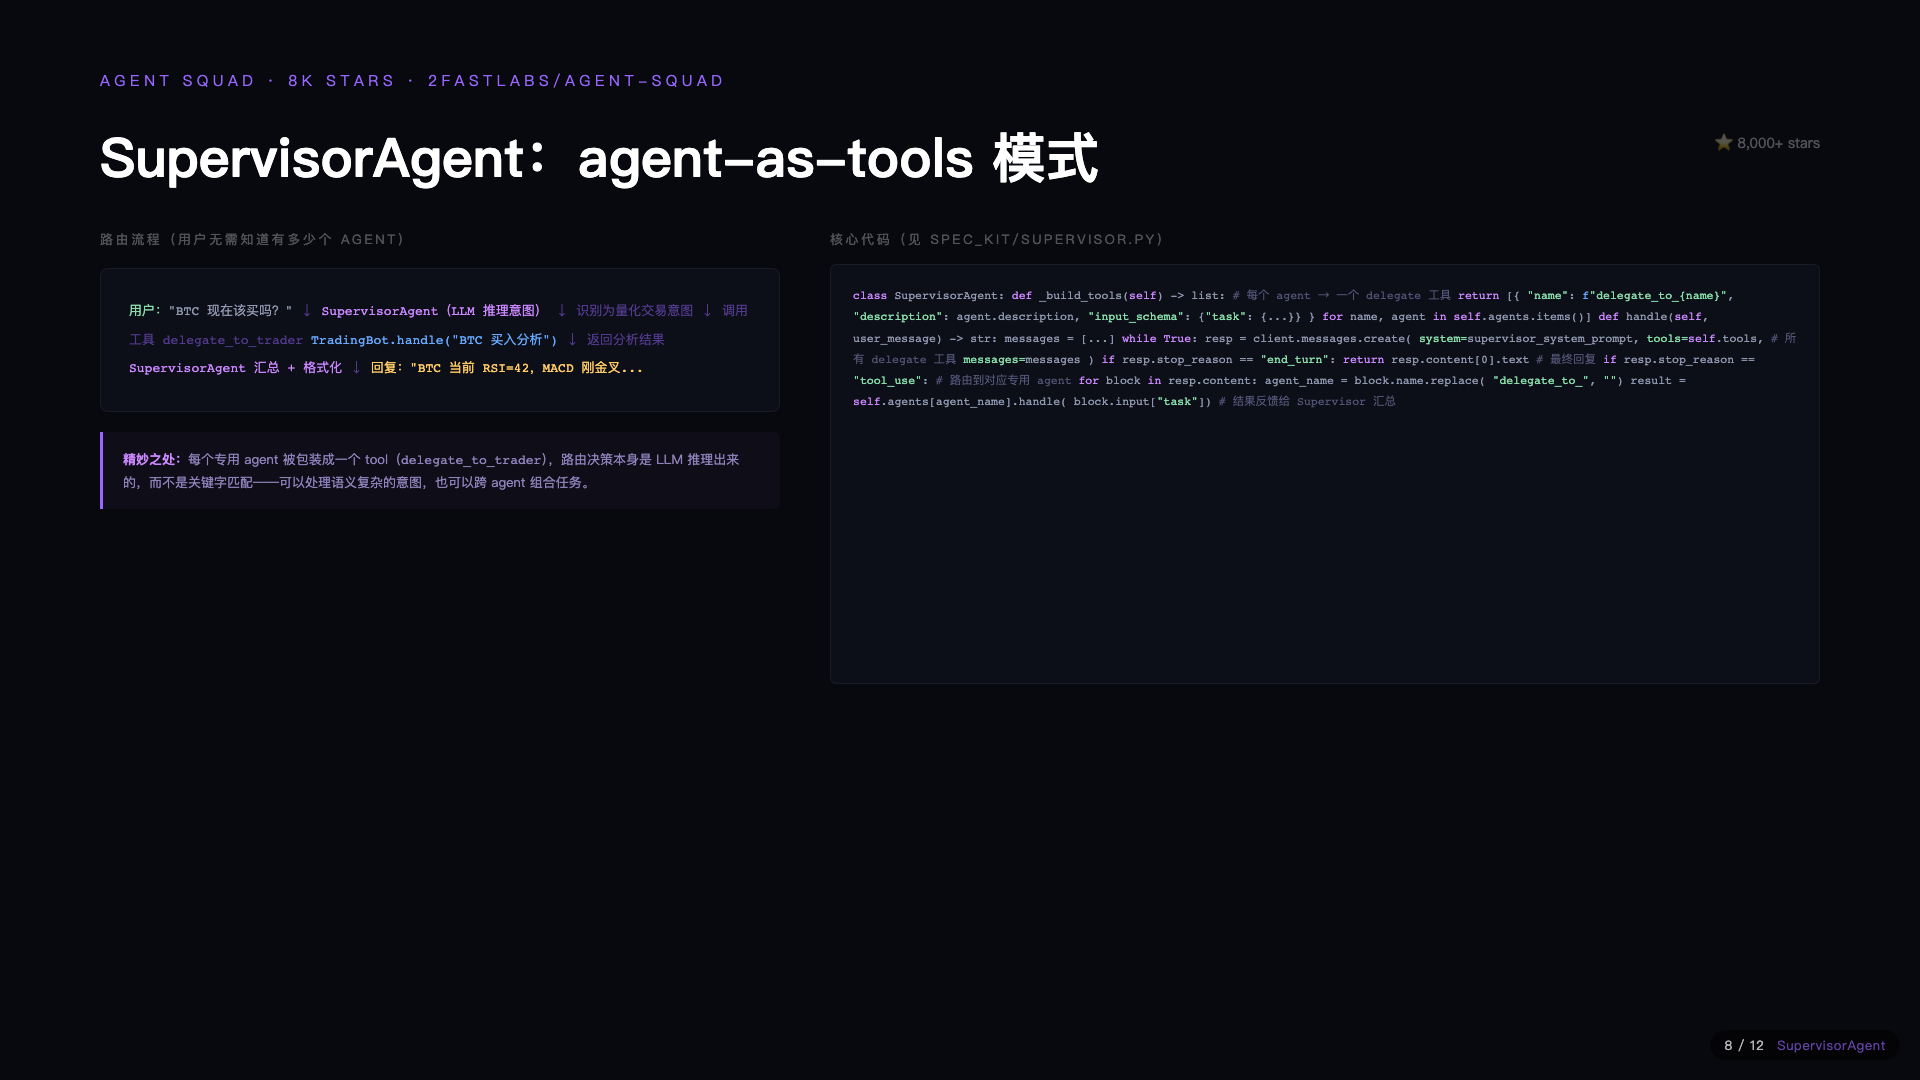 AGENT SQUAD · 8K STARS · 2FASTLABS/AGENT-SQUAD
SupervisorAgent：agent-as-tools 模式
⭐ 8,000+ stars
路由流程（用户无需知道有多少个 AGENT）
用户："BTC 现在该买吗？" ↓ SupervisorAgent（LLM 推理意图） ↓ 识别为量化交易意图 ↓ 调用
工具 delegate_to_trader TradingBot.handle("BTC 买入分析") ↓ 返回分析结果
SupervisorAgent 汇总 + 格式化 ↓ 回复："BTC 当前 RSI=42，MACD 刚金叉...
精妙之处：每个专用 agent 被包装成一个 tool（delegate_to_trader），路由决策本身是 LLM 推理出来
的，而不是关键字匹配——可以处理语义复杂的意图，也可以跨 agent 组合任务。
核心代码（见 SPEC_KIT/SUPERVISOR.PY）
class SupervisorAgent: def _build_tools(self) -> list: # 每个 agent → 一个 delegate 工具 return [{ "name": f"delegate_to_{name}",
"description": agent.description, "input_schema": {"task": {...}} } for name, agent in self.agents.items()] def handle(self,
user_message) -> str: messages = [...] while True: resp = client.messages.create( system=supervisor_system_prompt, tools=self.tools, # 所
有 delegate 工具 messages=messages ) if resp.stop_reason == "end_turn": return resp.content[0].text # 最终回复 if resp.stop_reason ==
"tool_use": # 路由到对应专用 agent for block in resp.content: agent_name = block.name.replace( "delegate_to_", "") result =
self.agents[agent_name].handle( block.input["task"]) # 结果反馈给 Supervisor 汇总
8 / 12 SupervisorAgent